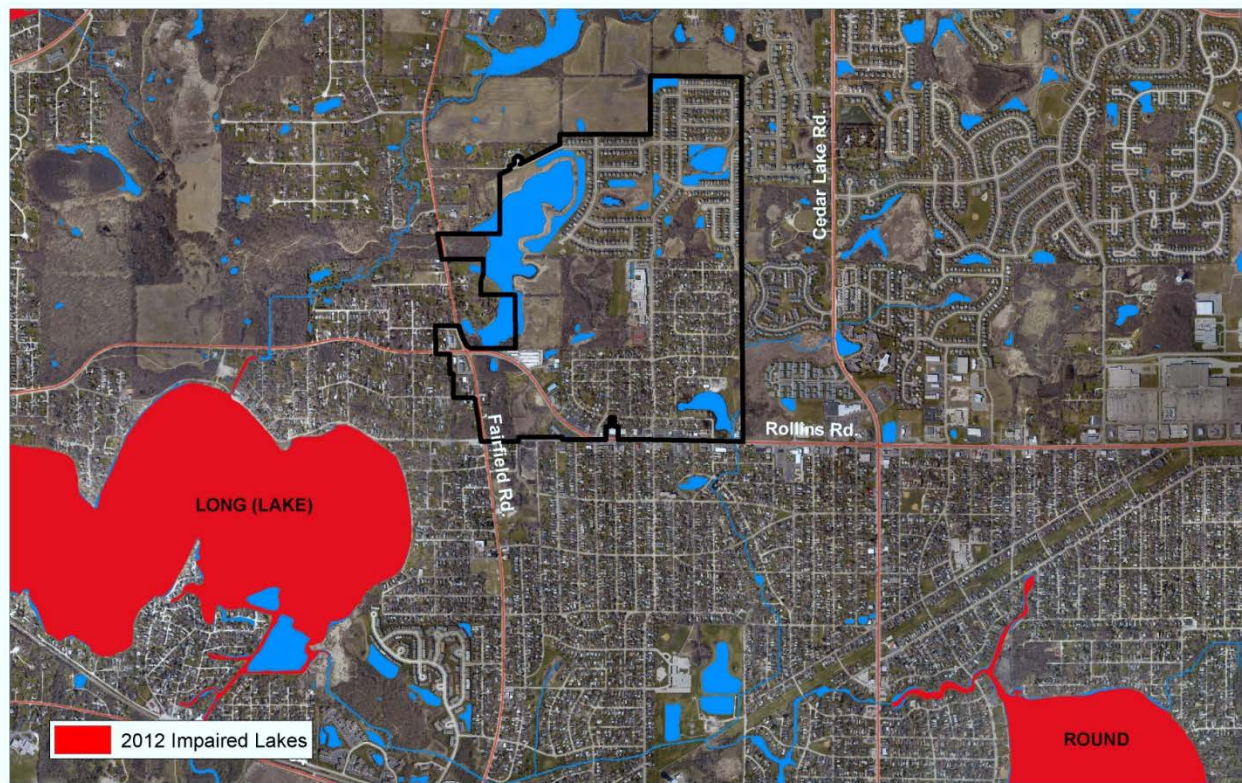 Cedar Lake Rd.
Rollins Rd.
Fairfield Rd.
LONG (LAKE)
2012 Impaired Lakes
ROUND